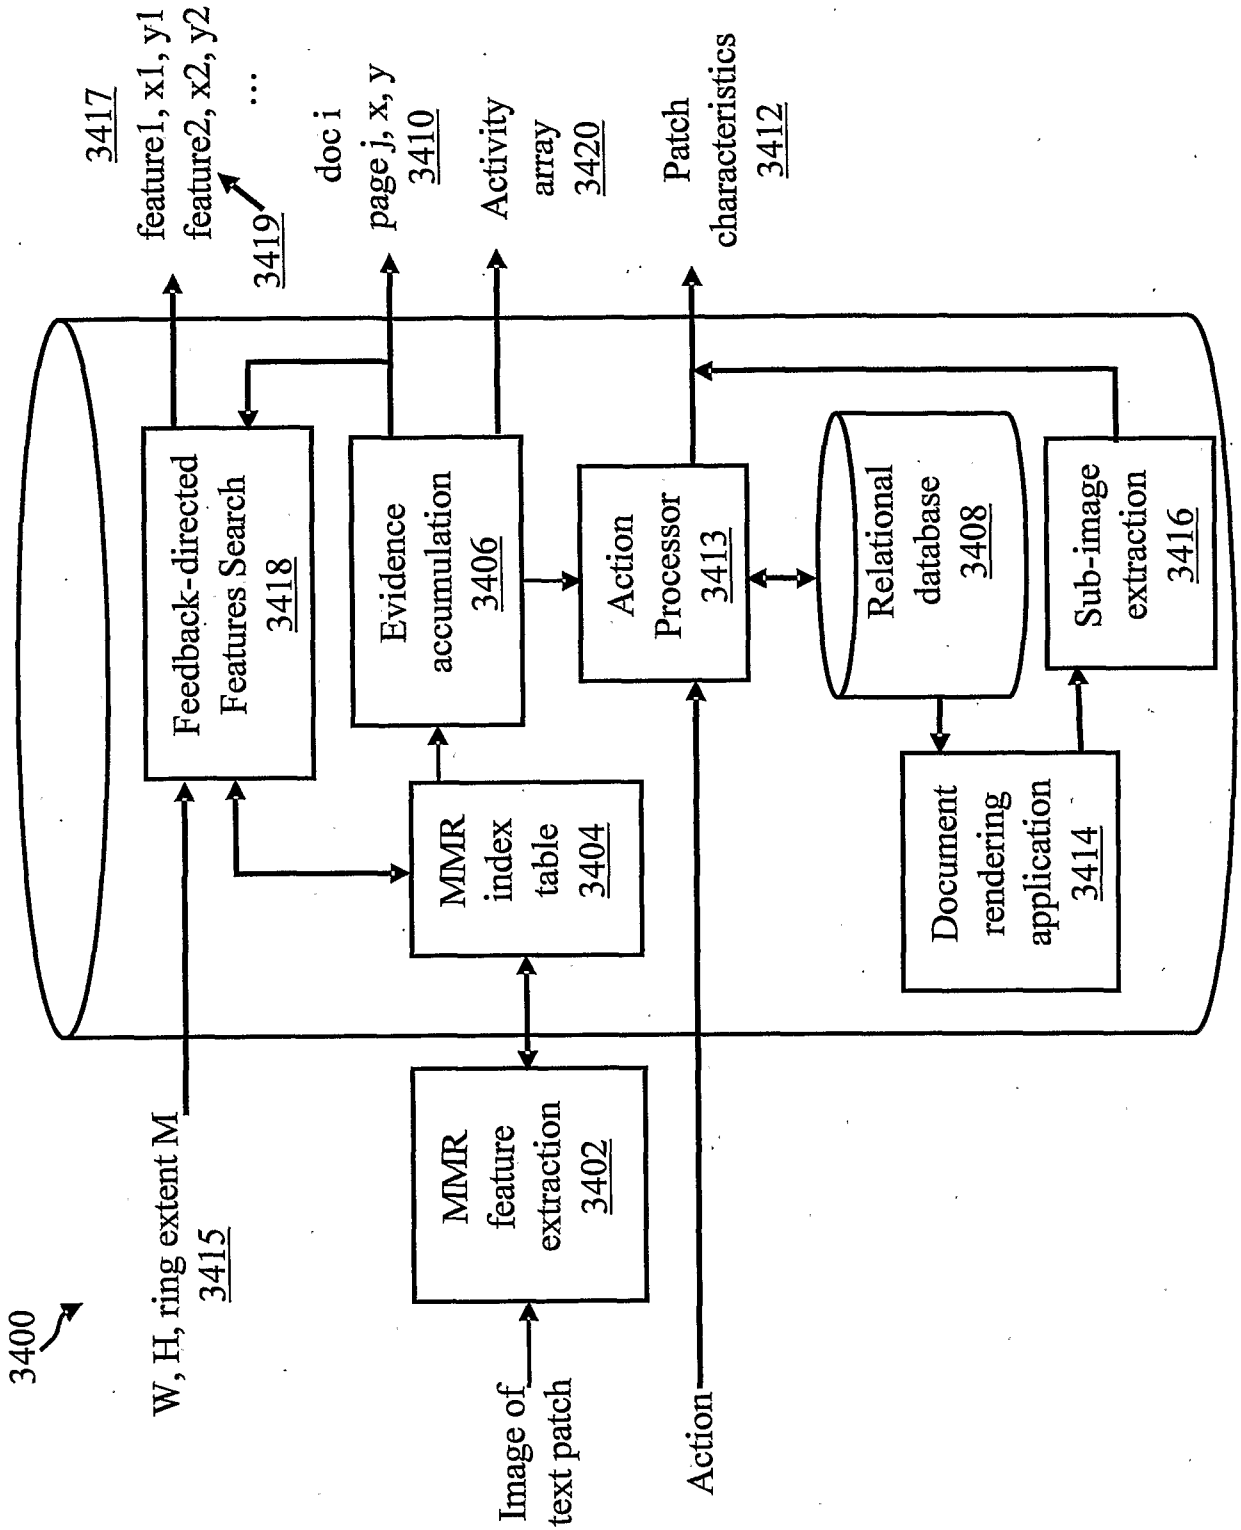 3400
W, H, ring extent M
3415
Image of
text patch
Action
MMR
feature
extraction
3402
MMR
index
table
3404
Feedback-directed
Features Search
3418
Evidence
accumulation
3406
Action
Processor
3413
Relational
database
3408
Document
rendering
application
3414
Sub-image
extraction
3416
3417
feature1, x1, y1
feature2, x2, y2
...
3419
doc i
page j, x, y
3410
Activity
array
3420
Patch
characteristics
3412